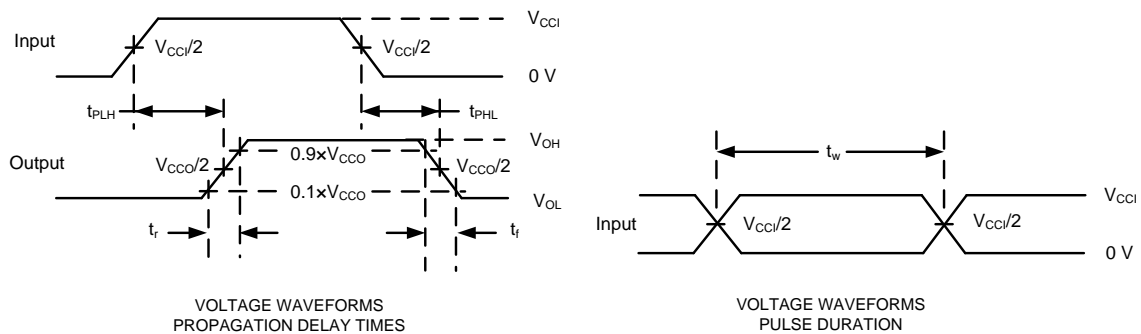 V_CCI
Input
V_CCI/2
V_CCI/2
0 V
t_PLH
t_PHL
V_OH
Output
V_CCO/2
0.9×V_CCO
V_CCO/2
0.1×V_CCO
V_OL
t_r
t_f
VOLTAGE WAVEFORMS
PROPAGATION DELAY TIMES
t_w
V_CCI
Input
V_CCI/2
V_CCI/2
0 V
VOLTAGE WAVEFORMS
PULSE DURATION